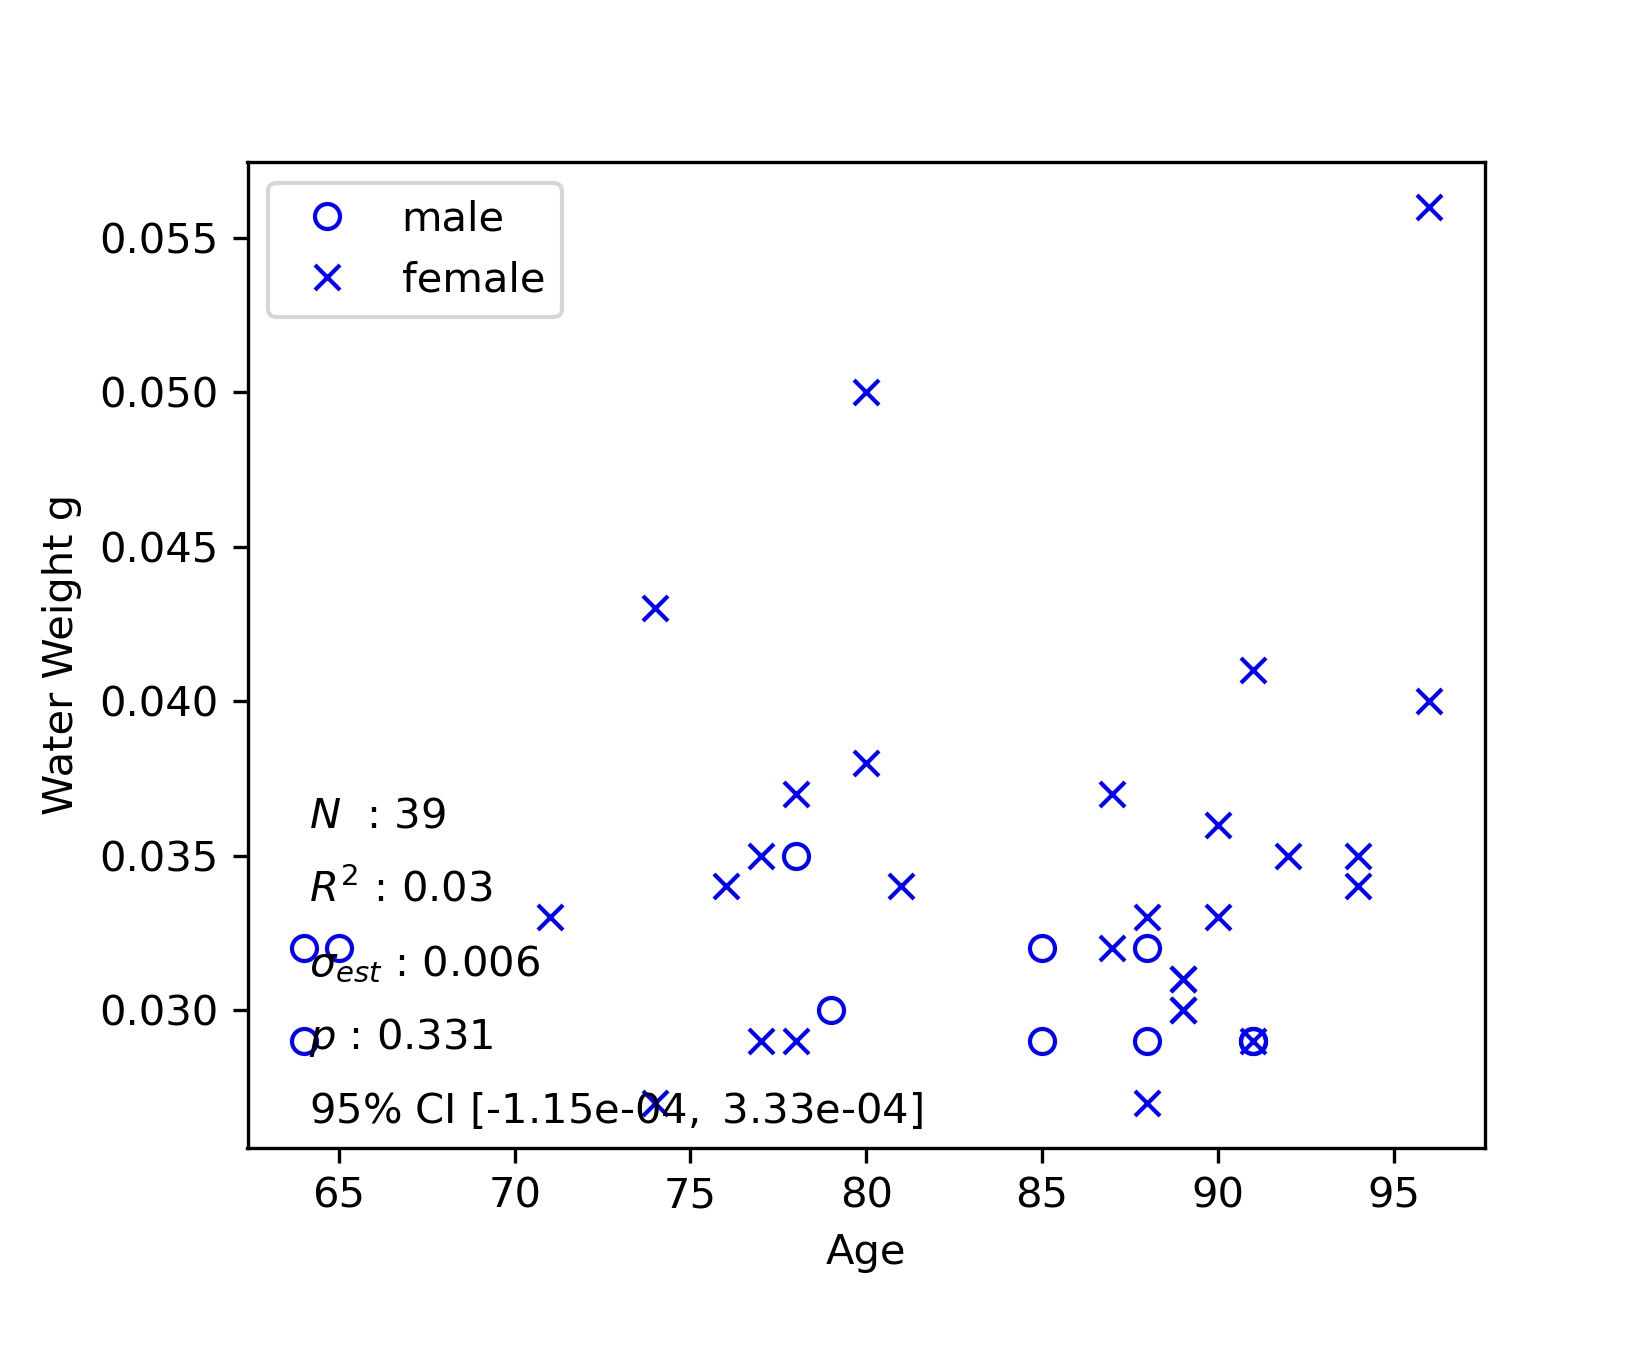 male
female
0.055
0.050
0.045
0.040
0.035
0.030
Water Weight g
N : 39
R² : 0.03
σest : 0.006
p : 0.331
95% CI [-1.15e-04, 3.33e-04]
65 70 75 80 85 90 95
Age